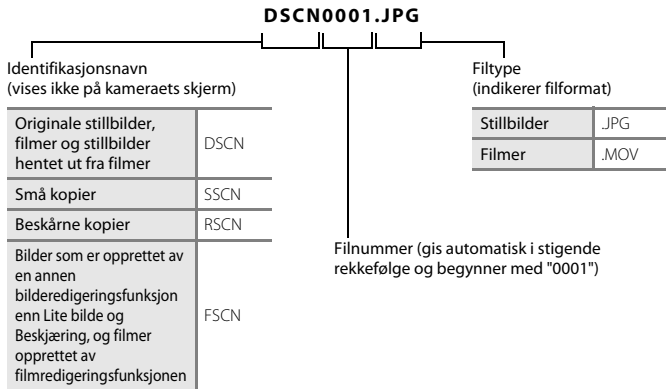 DSCN0001.JPG
Identifikasjonsnavn
(vises ikke på kameraets skjerm)
Originale stillbilder,
filmer og stillbilder
hentet ut fra filmer
DSCN
Små kopier
SSCN
Beskårne kopier
RSCN
Bilder som er opprettet av
en annen
bilderedigeringsfunksjon
enn Lite bilde og
Beskjæring, og filmer
opprettet av
filmredigeringsfunksjonen
FSCN
Filnummer (gis automatisk i stigende
rekkefølge og begynner med "0001")
Filtype
(indikerer filformat)
Stillbilder
.JPG
Filmer
.MOV